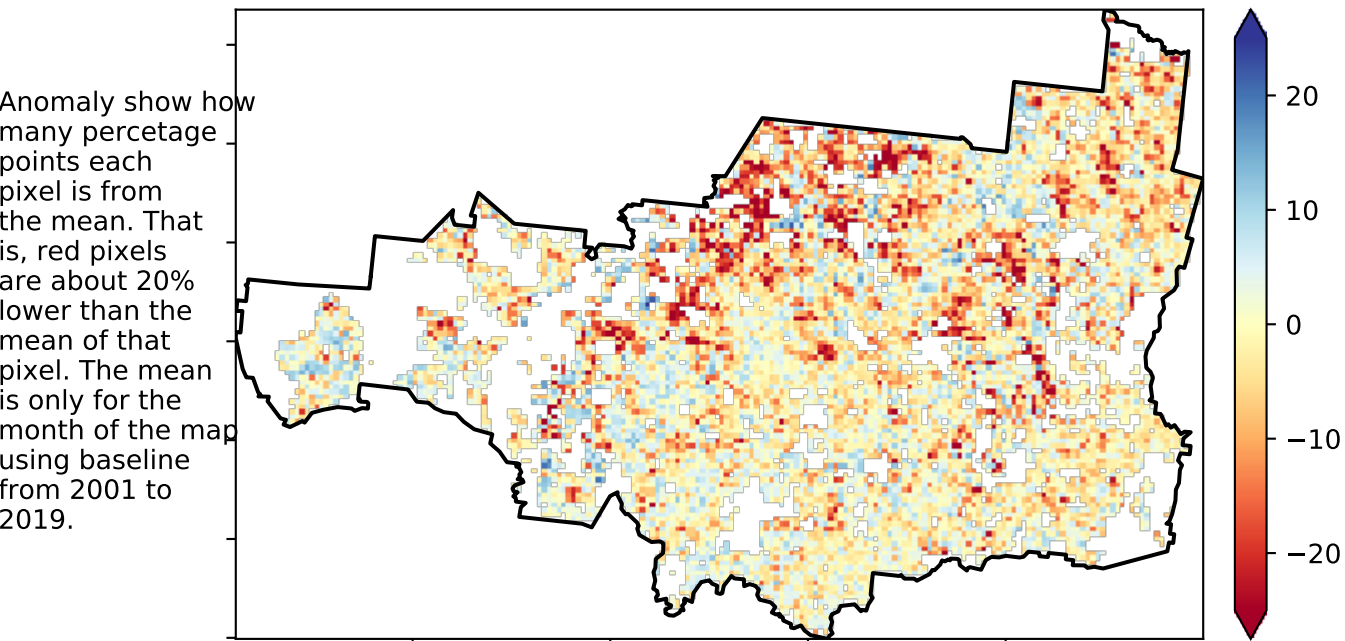 Anomaly show how
many percetage
points each
pixel is from
the mean. That
is, red pixels
are about 20%
lower than the
mean of that
pixel. The mean
is only for the
month of the map
using baseline
from 2001 to
2019.
20
10
0
−10
−20